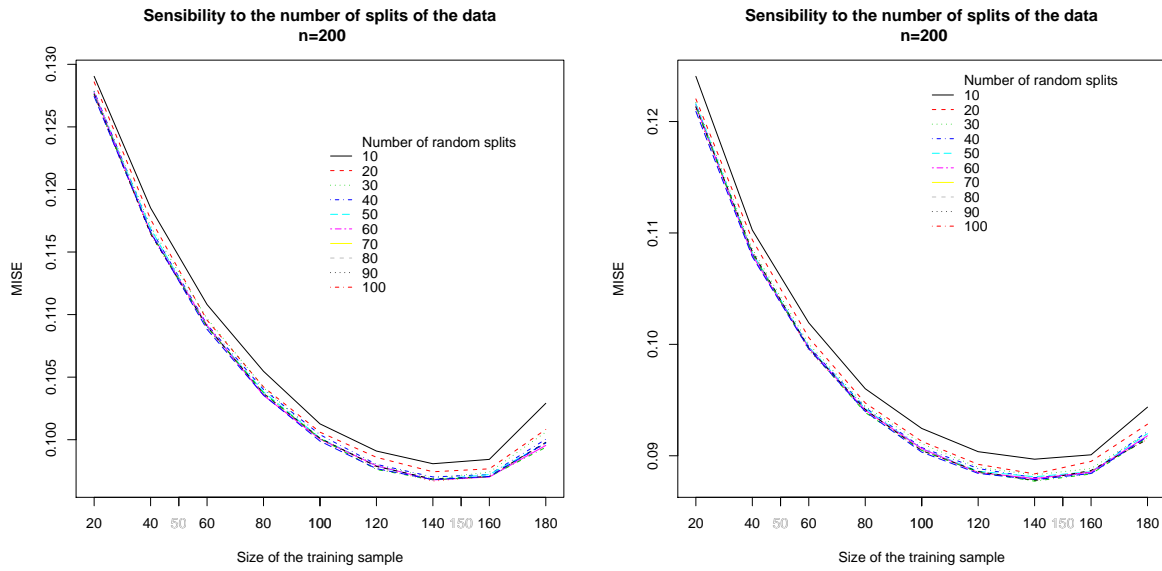 Sensibility to the number of splits of the data
n=200
MISE
0.130
0.125
0.120
0.115
0.110
0.105
0.100
Number of random splits
10
20
30
40
50
60
70
80
90
100
20 40 50 60 80 100 120 140 150 160 180
Size of the training sample
Sensibility to the number of splits of the data
n=200
MISE
0.12
0.11
0.10
0.09
Number of random splits
10
20
30
40
50
60
70
80
90
100
20 40 50 60 80 100 120 140 150 160 180
Size of the training sample